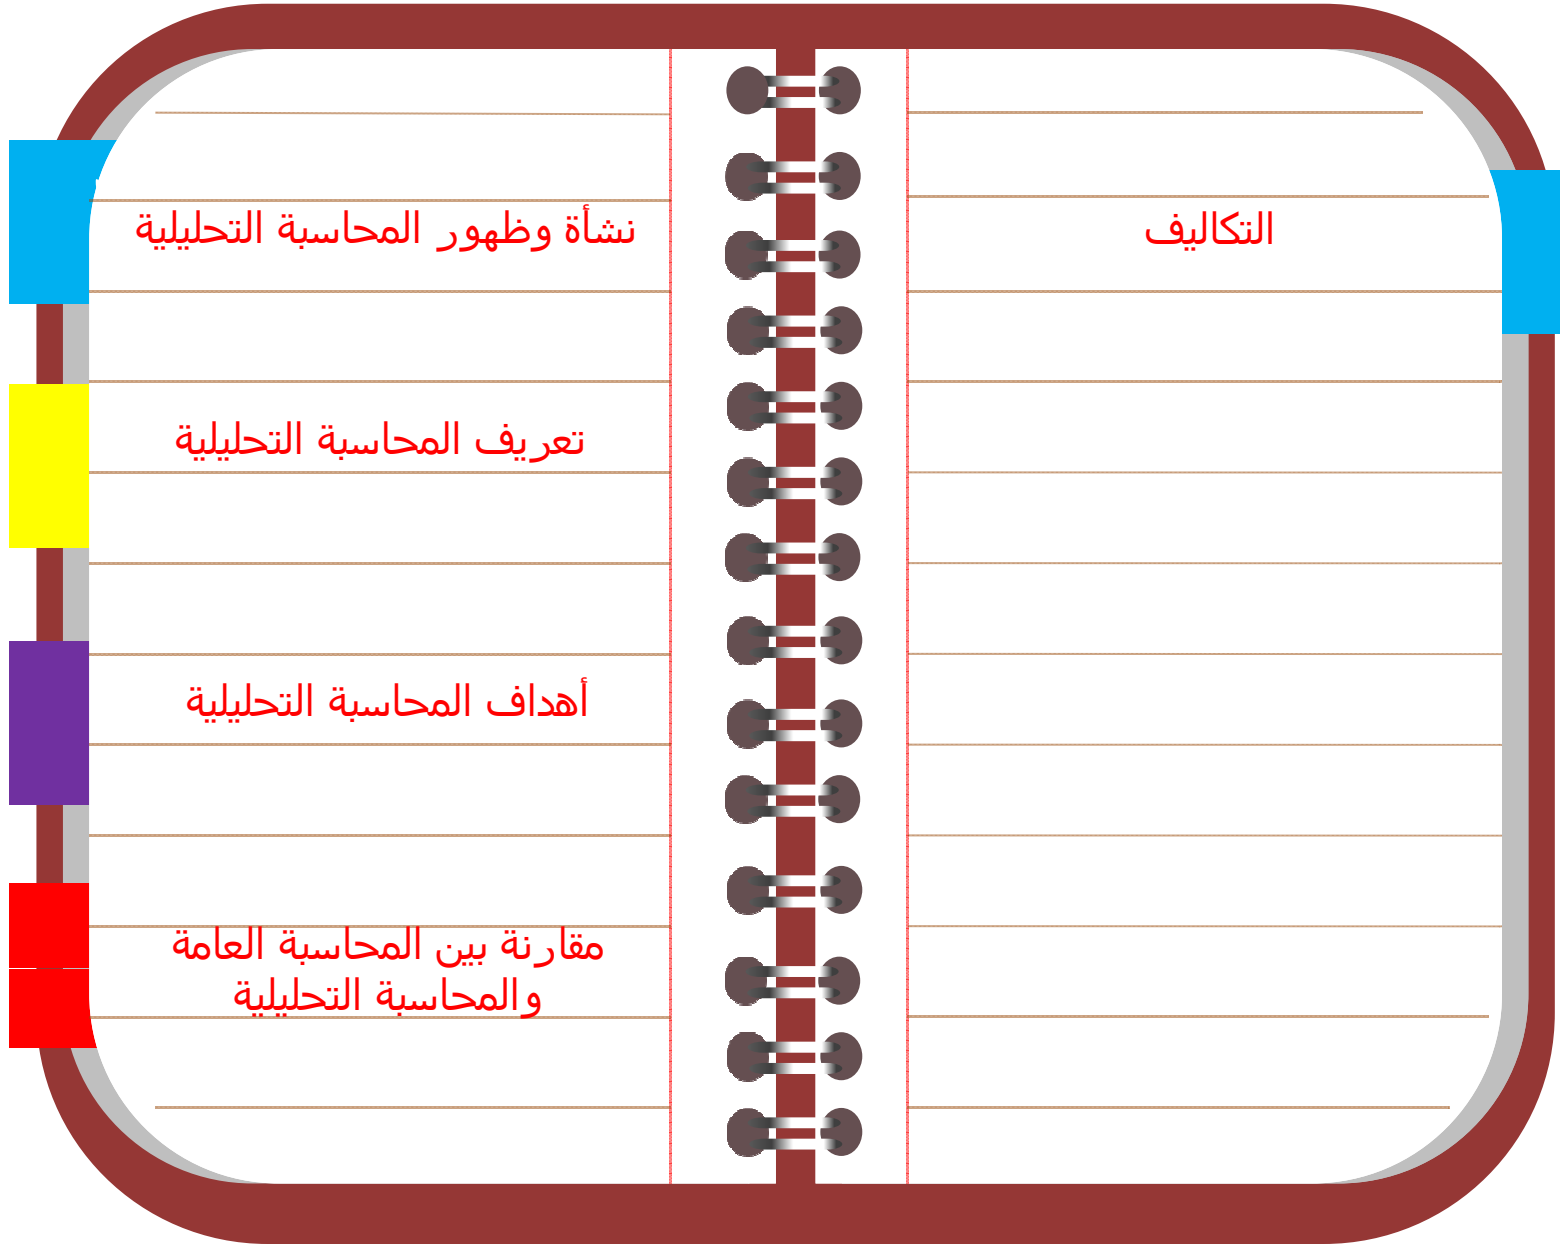 نشأة وظهور المحاسبة التحليلية
تعريف المحاسبة التحليلية
أهداف المحاسبة التحليلية
مقارنة بين المحاسبة العامة
والمحاسبة التحليلية
التكاليف